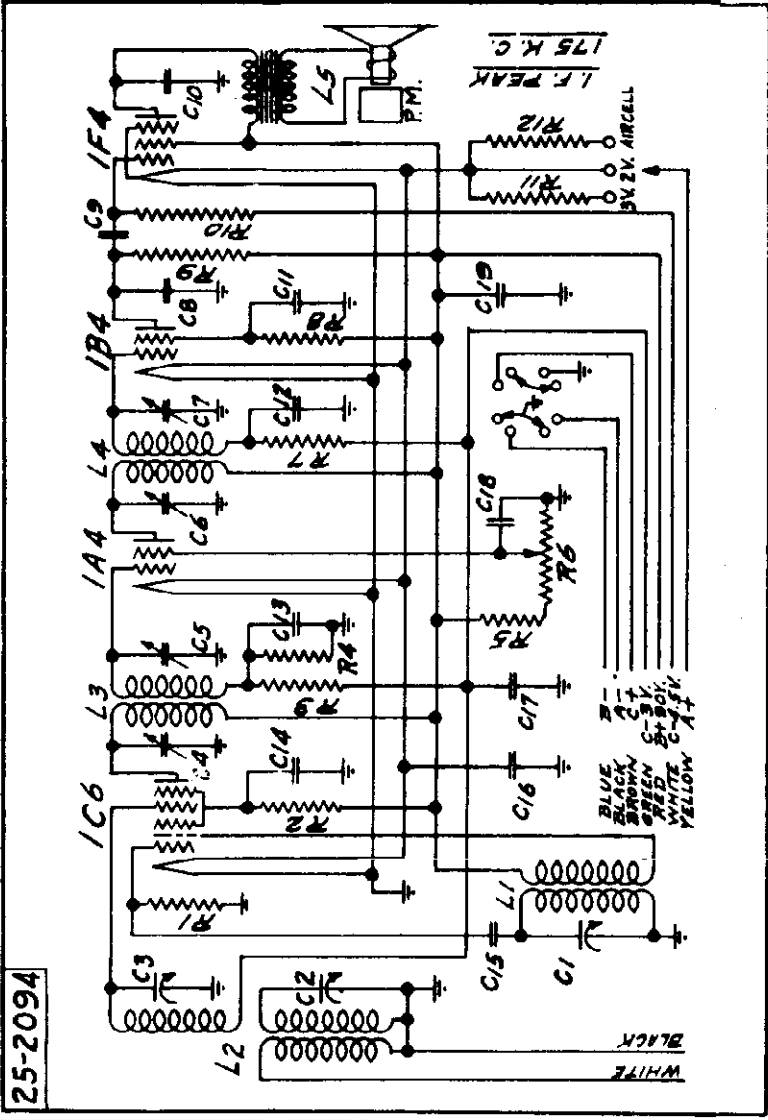 25-2094
1C6
1A4
1B4
1F4
L3
L4
C9
C3
C4
C5
C6
C7
C8
C10
R1
R2
R3
R4
R7
R8
R9
R10
C14
C13
C12
C11
L5
P.M.
I.F. PEAK
175 K.C.
L2
C2
C15
L1
C1
C16
C17
R5
R6
C18
C19
R11
R12
3V. 2V. AIRCELL
BLUE B-
BLACK A-
BROWN C+
GREEN C-3V.
RED B+90V.
WHITE C-4.5V.
YELLOW A+
BLACK
WHITE